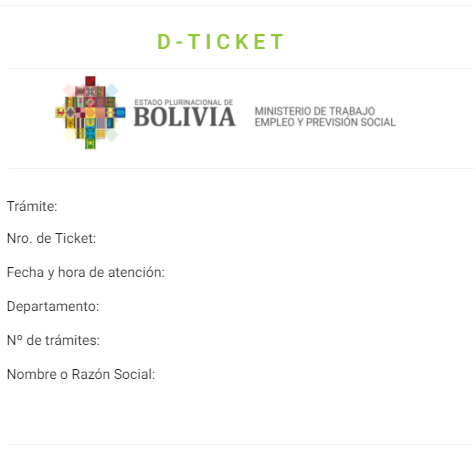 D-TICKET
ESTADO PLURINACIONAL DE
BOLIVIA
MINISTERIO DE TRABAJO
EMPLEO Y PREVISIÓN SOCIAL
Trámite:
Nro. de Ticket:
Fecha y hora de atención:
Departamento:
Nº de trámites:
Nombre o Razón Social: